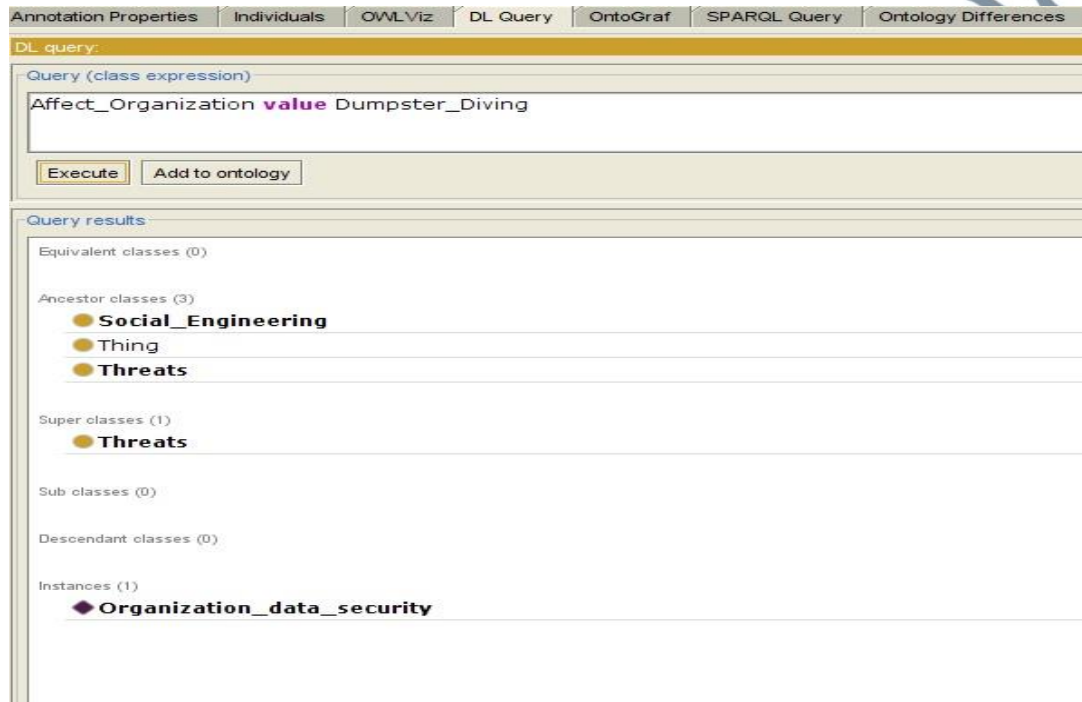 Annotation Properties Individuals OWLViz DL Query OntoGraf SPARQL Query Ontology Differences
DL query:
Query (class expression)
Affect_Organization value Dumpster_Diving
Execute Add to ontology
Query results
Equivalent classes (0)
Ancestor classes (3)
Social_Engineering
Thing
Threats
Super classes (1)
Threats
Sub classes (0)
Descendant classes (0)
Instances (1)
Organization_data_security